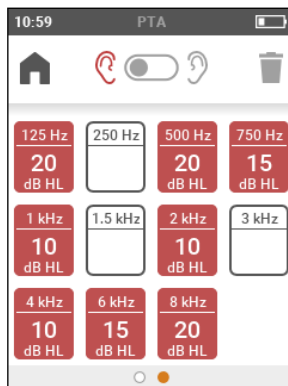 10:59 PTA
125 Hz 250 Hz 500 Hz 750 Hz
20 20 15
dB HL dB HL dB HL
1 kHz 1.5 kHz 2 kHz 3 kHz
10 10
dB HL dB HL
4 kHz 6 kHz 8 kHz
10 15 20
dB HL dB HL dB HL